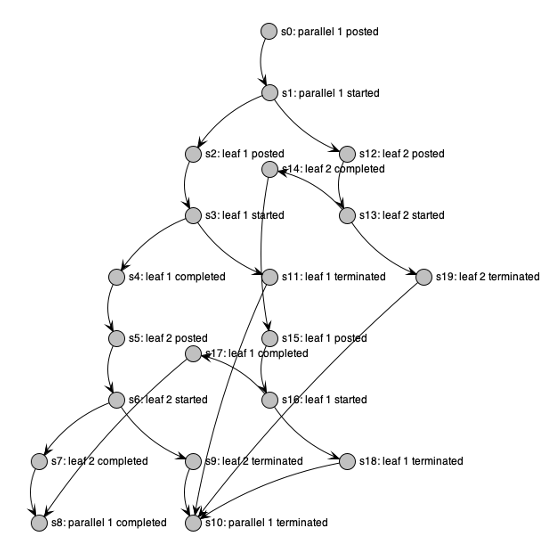 s0: parallel 1 posted
s1: parallel 1 started
s2: leaf 1 posted
s12: leaf 2 posted
s14: leaf 2 completed
s3: leaf 1 started
s13: leaf 2 started
s4: leaf 1 completed
s11: leaf 1 terminated
s19: leaf 2 terminated
s5: leaf 2 posted
s15: leaf 1 posted
s17: leaf 1 completed
s6: leaf 2 started
s16: leaf 1 started
s7: leaf 2 completed
s9: leaf 2 terminated
s18: leaf 1 terminated
s8: parallel 1 completed
s10: parallel 1 terminated